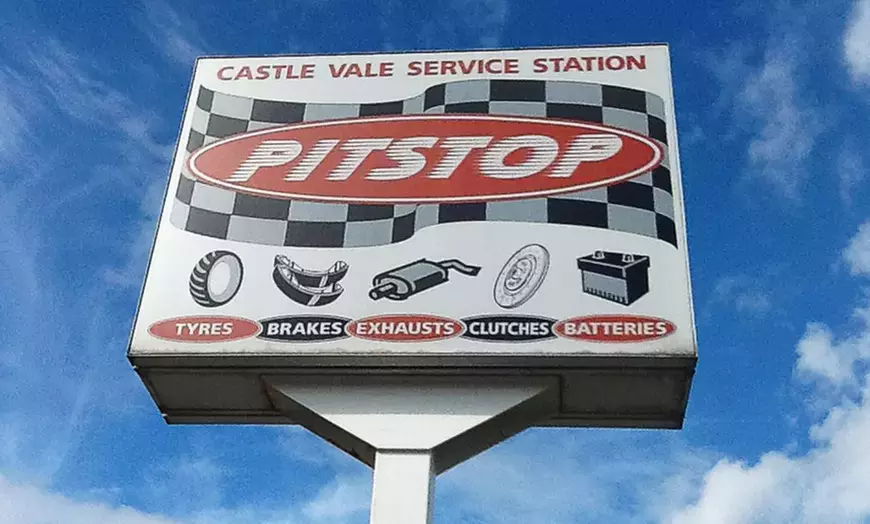 CASTLE VALE SERVICE STATION
PITSTOP
TYRES BRAKES EXHAUSTS CLUTCHES BATTERIES